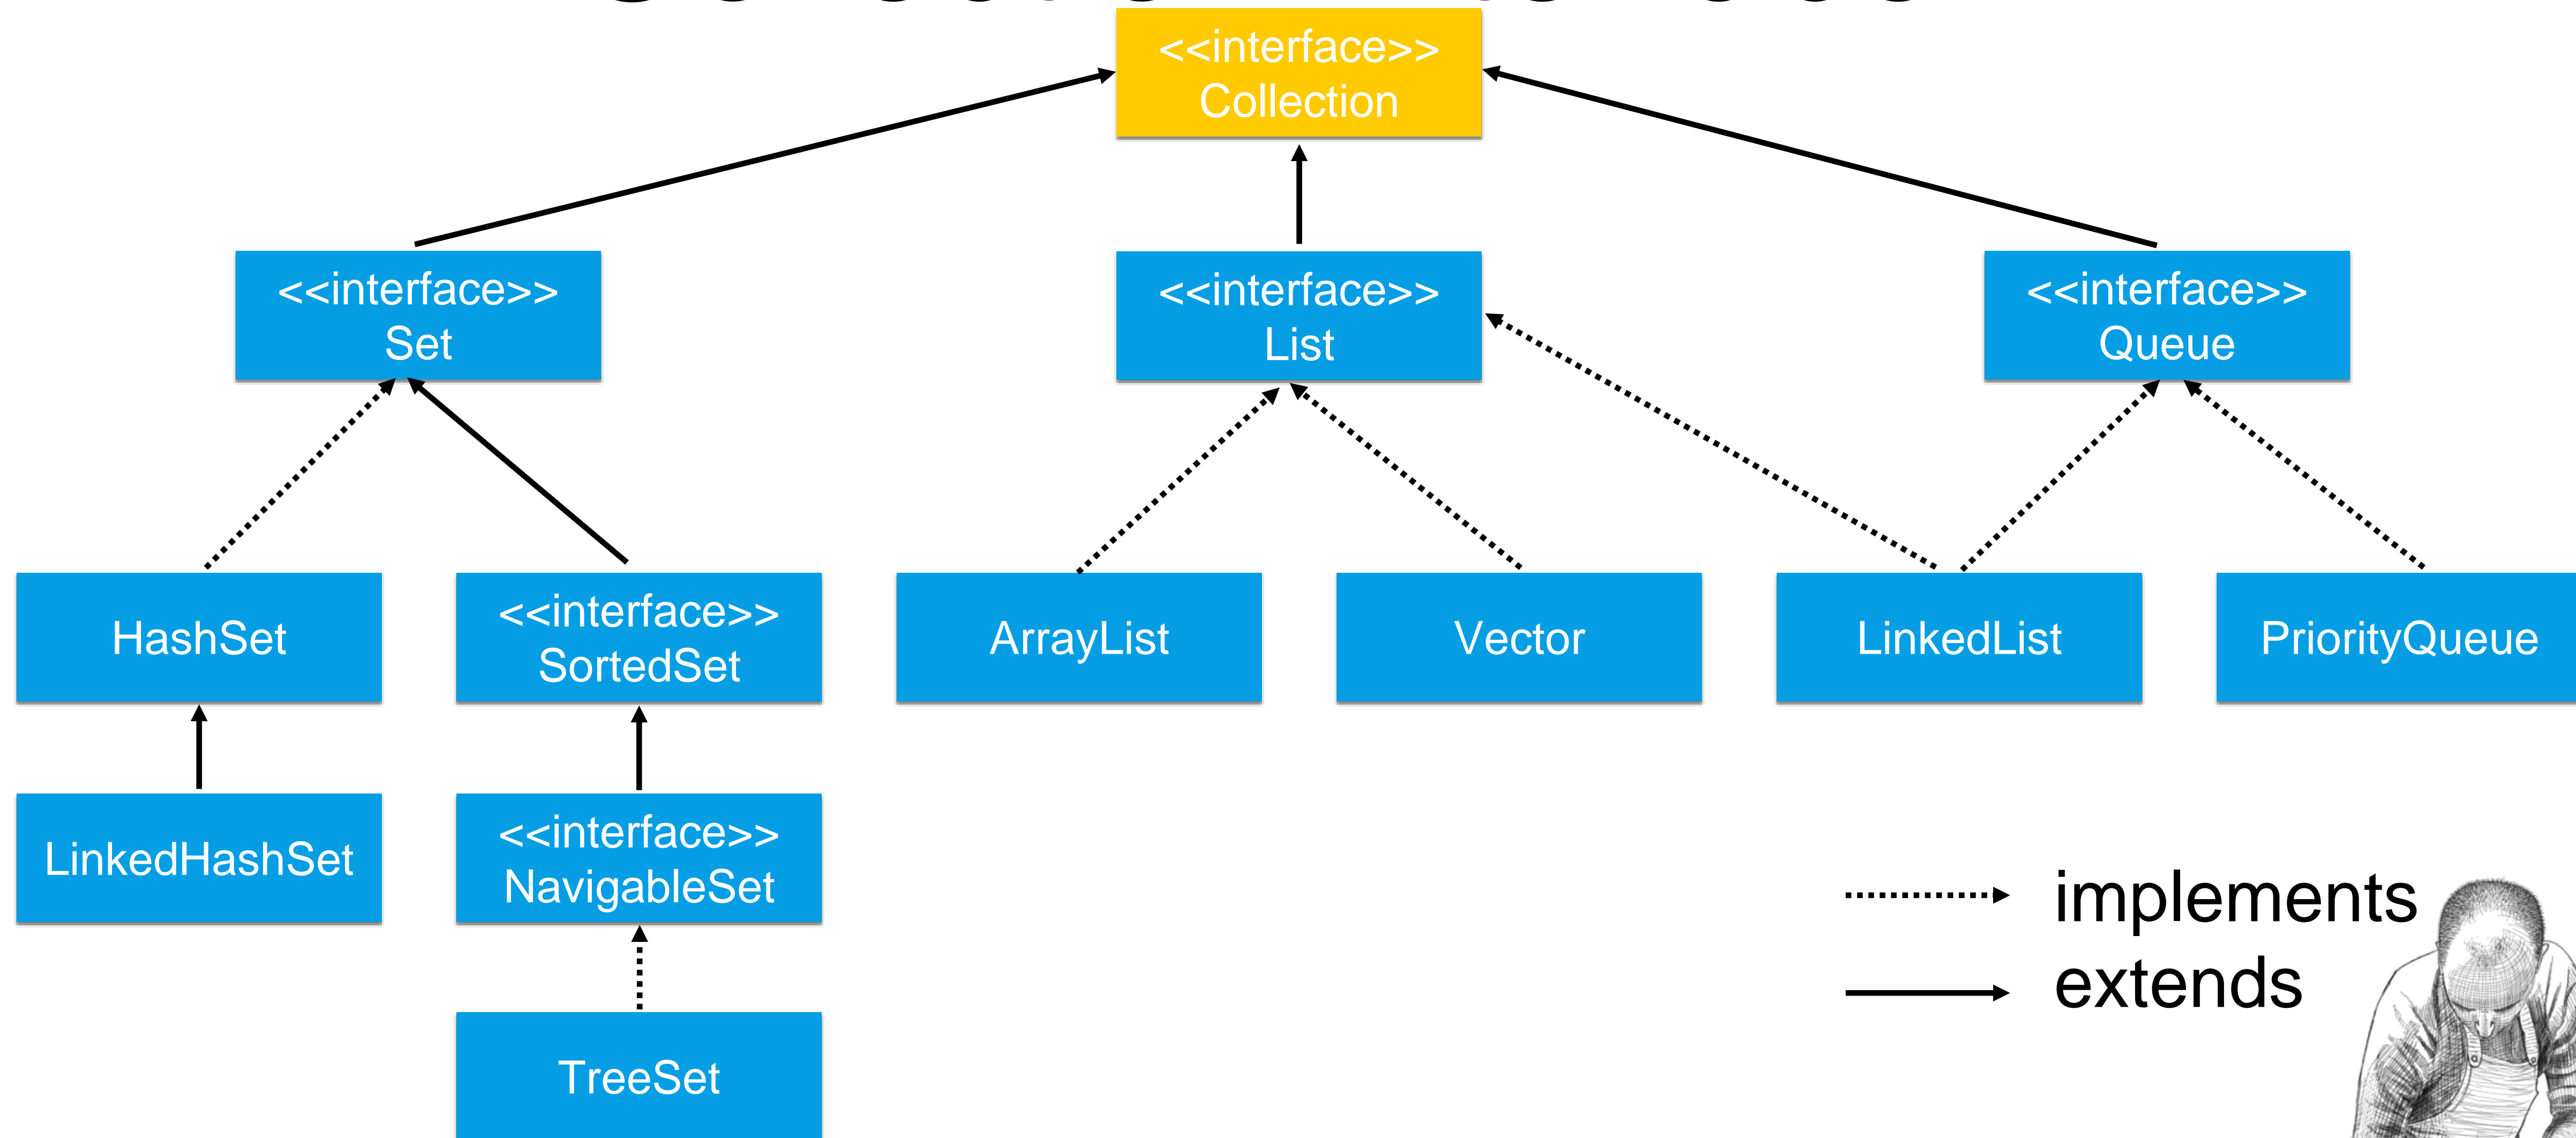 <<interface>>
Collection
<<interface>>
Set
<<interface>>
List
<<interface>>
Queue
HashSet
<<interface>>
SortedSet
ArrayList
Vector
LinkedList
PriorityQueue
LinkedHashSet
<<interface>>
NavigableSet
implements
extends
TreeSet